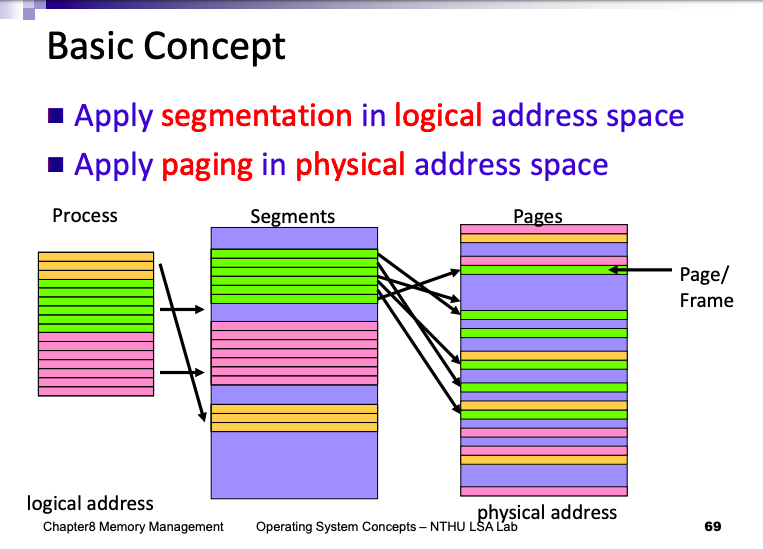 Basic Concept
Apply segmentation in logical address space
Apply paging in physical address space
Process
Segments
Pages
Page/
Frame
logical address
physical address
Chapter8 Memory Management
Operating System Concepts – NTHU LSA Lab
69